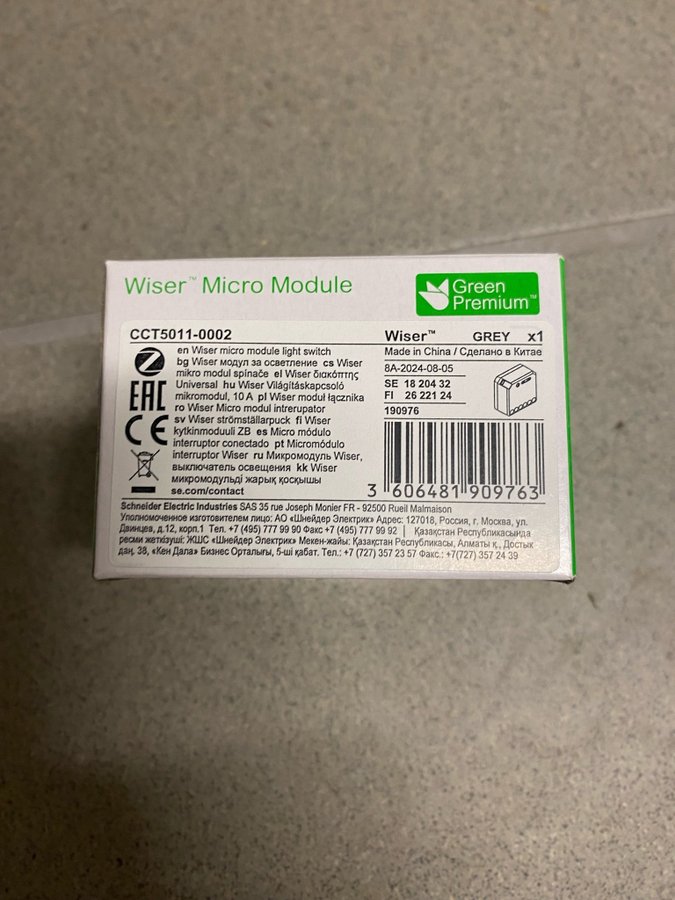 Wiser™ Micro Module
Green
Premium™
CCT5011-0002
Wiser™ GREY x1
en Wiser micro module light switch
bg Wiser модул за осветление cs Wiser
mikro modul spínače el Wiser διακόπτης
Universal hu Wiser Világításkapcsoló
mikromodul, 10 A pl Wiser moduł łącznika
ro Wiser Micro modul intrerupator
sv Wiser strömställarpuck fi Wiser
kytkinmoduuli ZB es Micro módulo
interruptor conectado pt Micromódulo
interruptor Wiser ru Микромодуль Wiser,
выключатель освещения kk Wiser
микромодульді жарық қосқышы
se.com/contact
Made in China / Сделано в Китае
8A-2024-08-05
SE 18 204 32
FI 26 221 24
190976
3 606481 909763
EAC
CE
Schneider Electric Industries SAS 35 rue Joseph Monier FR - 92500 Rueil Malmaison
Уполномоченное изготовителем лицо: АО «Шнейдер Электрик» Адрес: 127018, Россия, г. Москва, ул.
Двинцев, д.12, корп.1 Тел. +7 (495) 777 99 90 Факс +7 (495) 777 99 92 | Қазақстан Республикасында
ресми жеткізуші: ЖШС «Шнейдер Электрик» Мекен-жайы: Қазақстан Республикасы, Алматы қ., Достық
даң. 38, «Кен Дала» Бизнес Орталығы, 5-ші қабат. Тел.: +7 (727) 357 23 57 Факс.: +7(727) 357 24 39